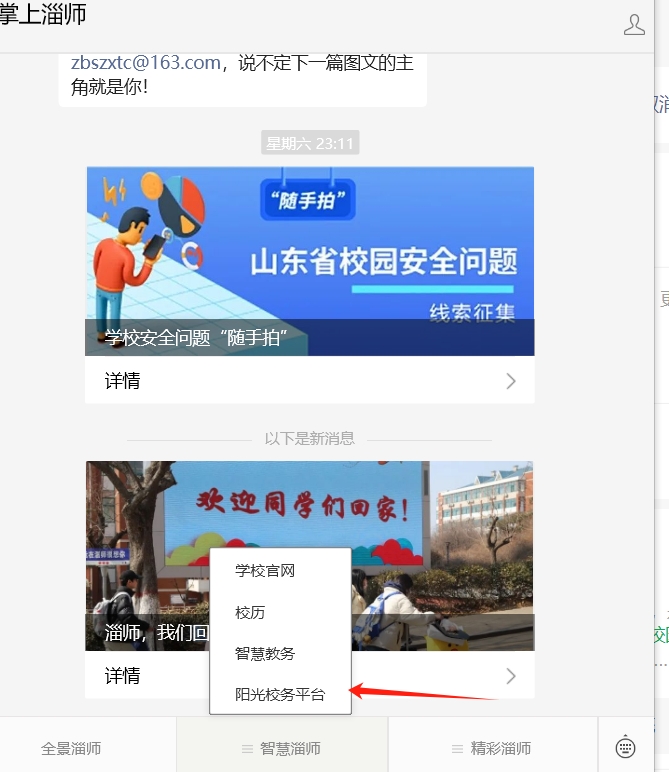 掌上淄师
zbszxtc@163.com，说不定下一篇图文的主
角就是你！
星期六 23:11
“随手拍”
山东省校园安全问题
线索征集
学校安全问题“随手拍”
详情
以下是新消息
欢迎同学们回家！
淄师，我们回
详情
学校官网
校历
智慧教务
阳光校务平台
全景淄师
智慧淄师
精彩淄师